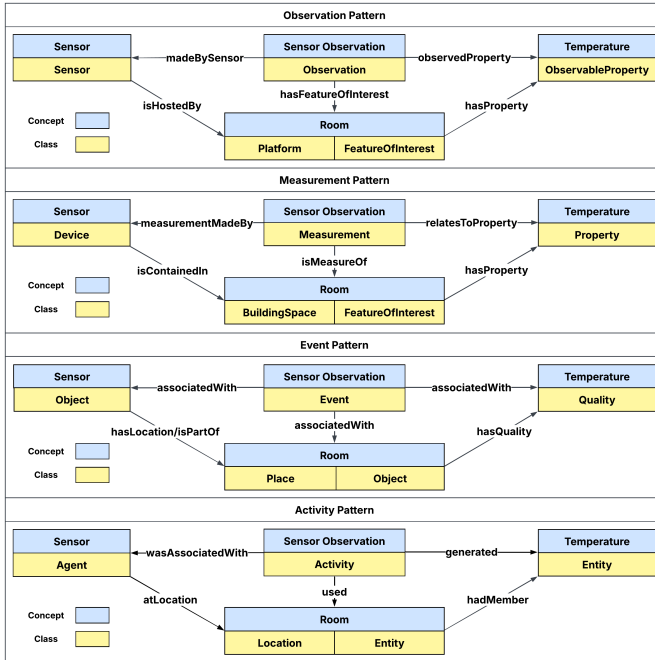 Observation Pattern
Sensor
Sensor
madeBySensor
Sensor Observation
Observation
observedProperty
Temperature
ObservableProperty
hasFeatureOfInterest
isHostedBy
hasProperty
Room
Platform
FeatureOfInterest
Concept
Class
Measurement Pattern
Sensor
Device
measurementMadeBy
Sensor Observation
Measurement
relatesToProperty
Temperature
Property
isMeasureOf
isContainedIn
hasProperty
Room
BuildingSpace
FeatureOfInterest
Concept
Class
Event Pattern
Sensor
Object
associatedWith
Sensor Observation
Event
associatedWith
Temperature
Quality
associatedWith
hasLocation/isPartOf
hasQuality
Room
Place
Object
Concept
Class
Activity Pattern
Sensor
Agent
wasAssociatedWith
Sensor Observation
Activity
generated
Temperature
Entity
used
atLocation
hadMember
Room
Location
Entity
Concept
Class